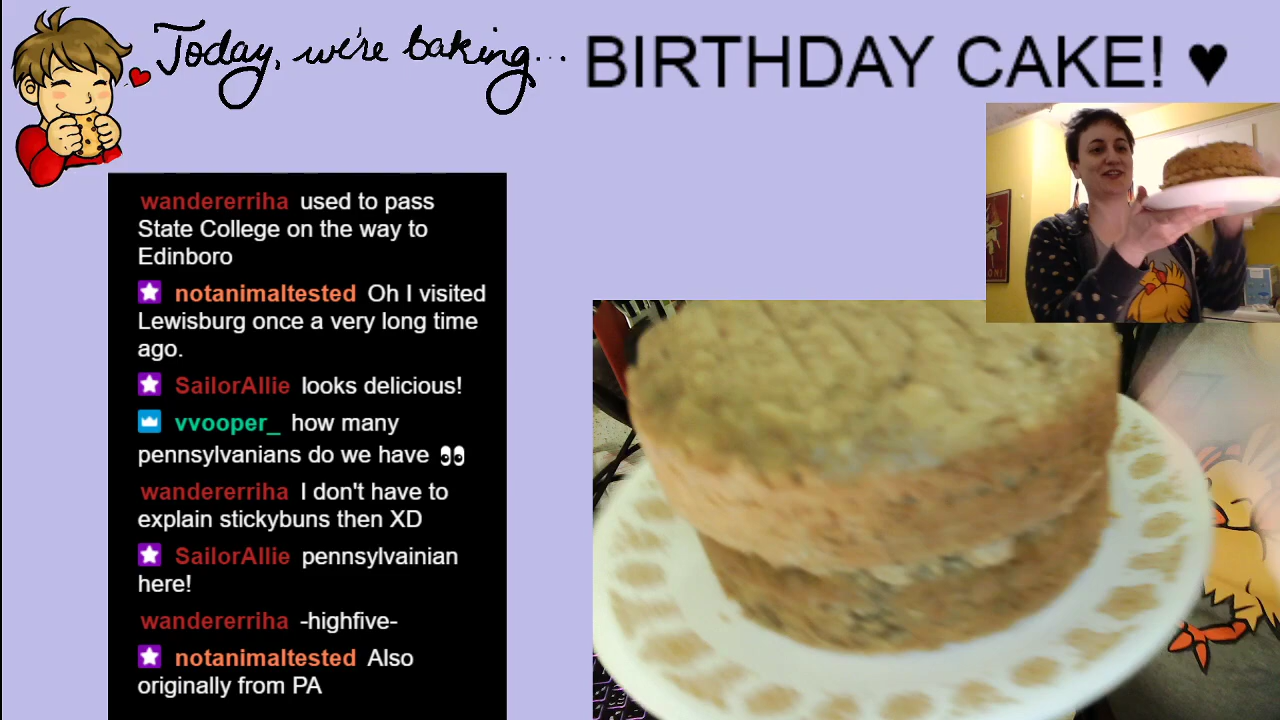 Today, we're baking... BIRTHDAY CAKE! ♥
wandererriha used to pass
State College on the way to
Edinboro
notanimaltested Oh I visited
Lewisburg once a very long time
ago.
SailorAllie looks delicious!
vvooper_ how many
pennsylvanians do we have 👀
wandererriha I don't have to
explain stickybuns then XD
SailorAllie pennsylvainian
here!
wandererriha -highfive-
notanimaltested Also
originally from PA